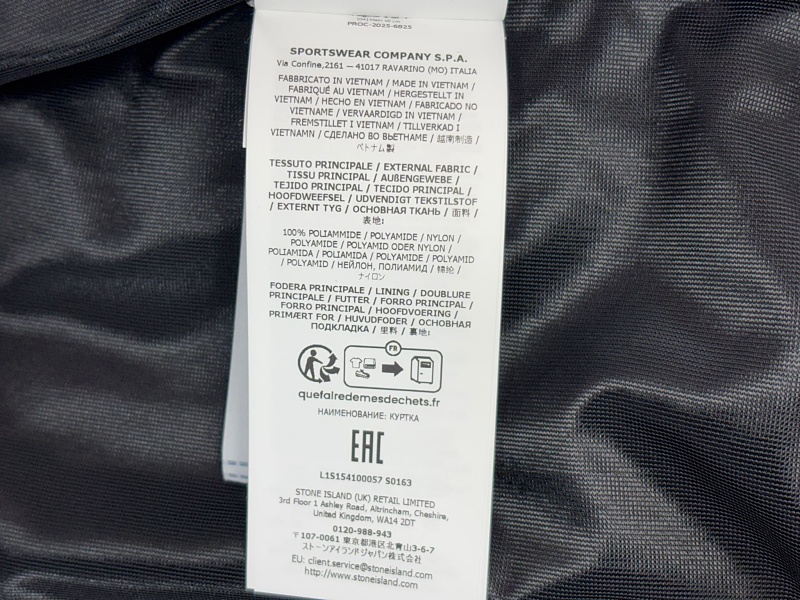 PROC-2025-6825
SPORTSWEAR COMPANY S.P.A.
Via Confine,2161 — 41017 RAVARINO (MO) ITALIA
FABBRICATO IN VIETNAM / MADE IN VIETNAM /
FABRIQUÉ AU VIETNAM / HERGESTELLT IN
VIETNAM / HECHO EN VIETNAM / FABRICADO NO
VIETNAME / VERVAARDIGD IN VIETNAM /
FREMSTILLET I VIETNAM / TILLVERKAD I
VIETNAMN / СДЕЛАНО ВО ВЬЕТНАМЕ / 越南制造 /
ベトナム製
TESSUTO PRINCIPALE / EXTERNAL FABRIC /
TISSU PRINCIPAL / AUßENGEWEBE /
TEJIDO PRINCIPAL / TECIDO PRINCIPAL /
HOOFDWEEFSEL / UDVENDIGT TEKSTILSTOF
/ EXTERNT TYG / ОСНОВНАЯ ТКАНЬ / 面料 /
表地:
100% POLIAMMIDE / POLYAMIDE / NYLON /
POLYAMIDE / POLYAMID ODER NYLON /
POLIAMIDA / POLIAMIDA / POLYAMIDE / POLYAMID
/ POLYAMID / НЕЙЛОН, ПОЛИАМИД / 锦纶 /
ナイロン
FODERA PRINCIPALE / LINING / DOUBLURE
PRINCIPALE / FUTTER / FORRO PRINCIPAL /
FORRO PRINCIPAL / HOOFDVOERING /
PRIMÆRT FOR / HUVUDFODER / ОСНОВНАЯ
ПОДКЛАДКА / 里料 / 裏地:
FR
quefairedemesdechets.fr
НАИМЕНОВАНИЕ: КУРТКА
EAC
L1S154100057 S0163
STONE ISLAND (UK) RETAIL LIMITED
3rd Floor 1 Ashley Road, Altrincham, Cheshire,
United Kingdom, WA14 2DT
0120-988-943
〒107-0061 東京都港区北青山3-6-7
ストーンアイランドジャパン株式会社
EU: client.service@stoneisland.com
http://www.stoneisland.com